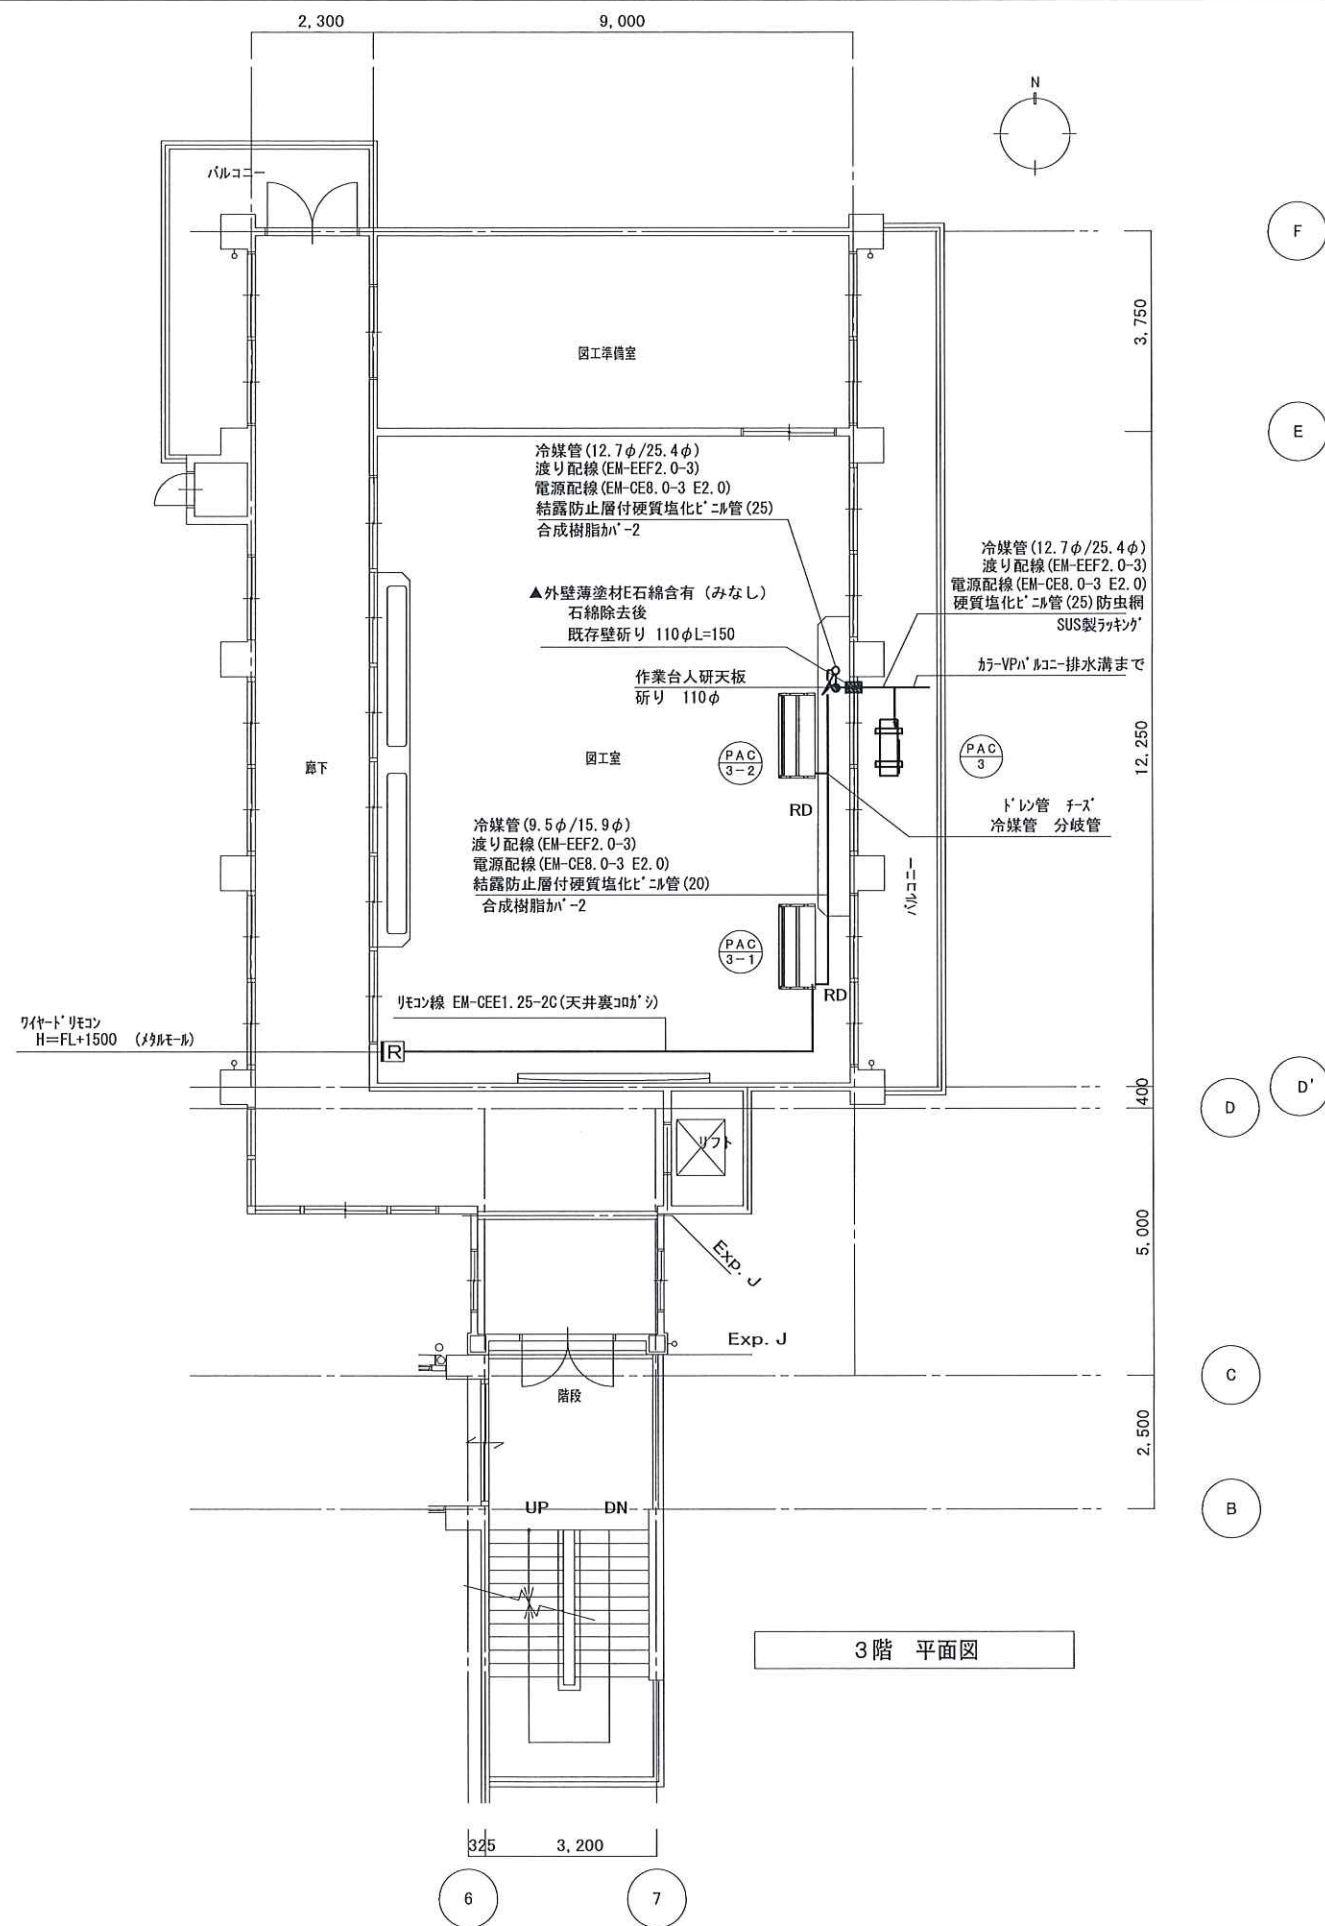 2,300
9,000
N
バルコニー
F
3,750
図工準備室
E
冷媒管(12.7φ/25.4φ)
渡り配線(EM-EEF2.0-3)
電源配線(EM-CE8.0-3 E2.0)
結露防止層付硬質塩化ビニル管(25)
合成樹脂カバー2
冷媒管(12.7φ/25.4φ)
渡り配線(EM-EEF2.0-3)
電源配線(EM-CE8.0-3 E2.0)
硬質塩化ビニル管(25)防虫網
SUS製ラッキング
▲外壁薄塗材E石綿含有（みなし）
石綿除去後
既存壁斫り 110φL=150
カラーVPバルコニー排水溝まで
作業台人研天板
斫り 110φ
12,250
図工室
廊下
PAC
3-2
PAC
3
RD
ドレン管 チーズ
冷媒管 分岐管
冷媒管(9.5φ/15.9φ)
渡り配線(EM-EEF2.0-3)
電源配線(EM-CE8.0-3 E2.0)
結露防止層付硬質塩化ビニル管(20)
合成樹脂カバー2
バルコニー
PAC
3-1
RD
リモコン線 EM-CEE1.25-2C(天井裏コロガシ)
ワイヤードリモコン
H=FL+1500 (メタルモール)
R
400
D
D'
リフト
5,000
Exp. J
Exp. J
C
階段
2,500
UP
DN
B
3階 平面図
325
3,200
6
7